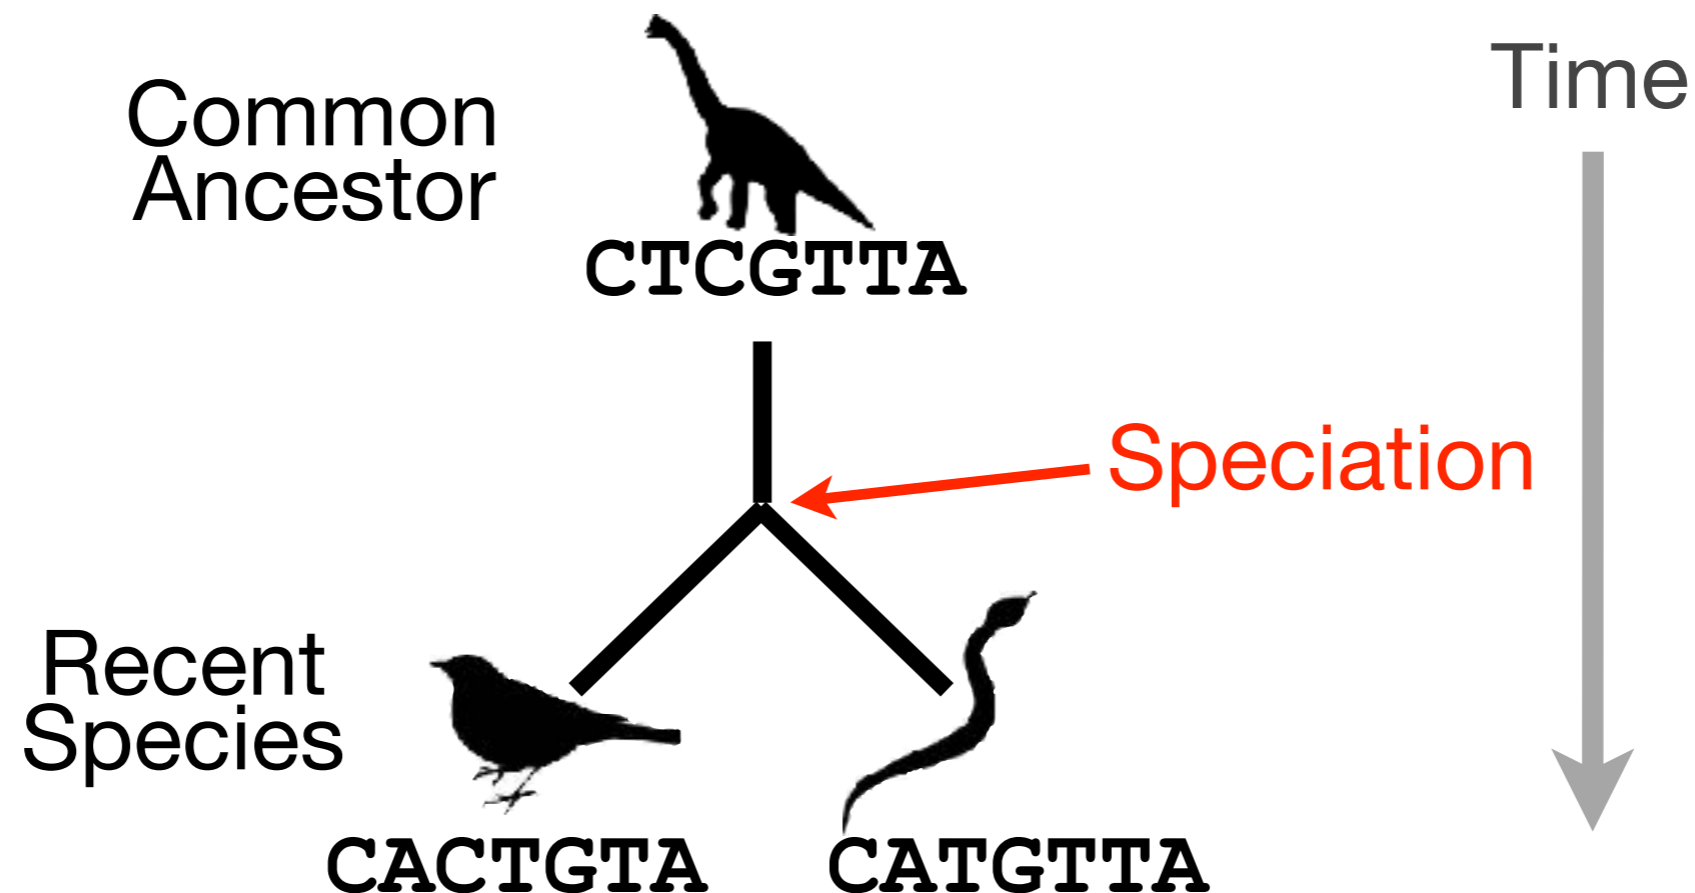 Time
Common
Ancestor
CTCGTTA
Speciation
Recent
Species
CACTGTA
CATGTTA